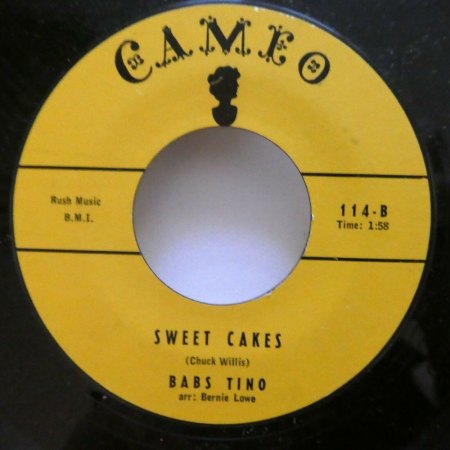 CAMEO
Rush Music
B.M.I.
114-B
Time: 1:58
SWEET CAKES
(Chuck Willis)
BABS TINO
arr: Bernie Lowe